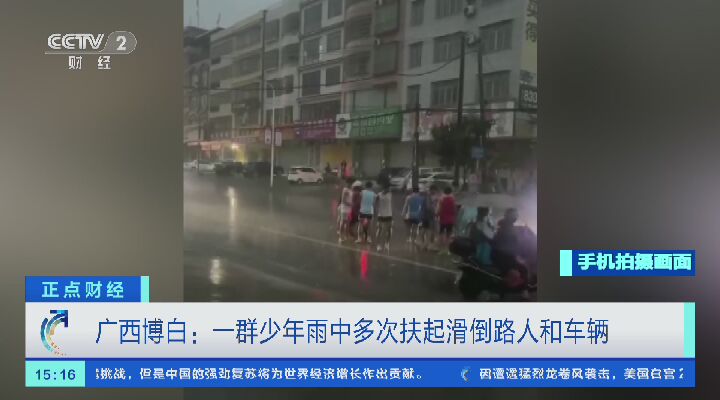 CCTV 2
财经
830
手机拍摄画面
正点财经
广西博白：一群少年雨中多次扶起滑倒路人和车辆
15:16
挑战，但是中国的强劲复苏将为世界经济增长作出贡献。
因遭遇猛烈龙卷风袭击，美国白宫2